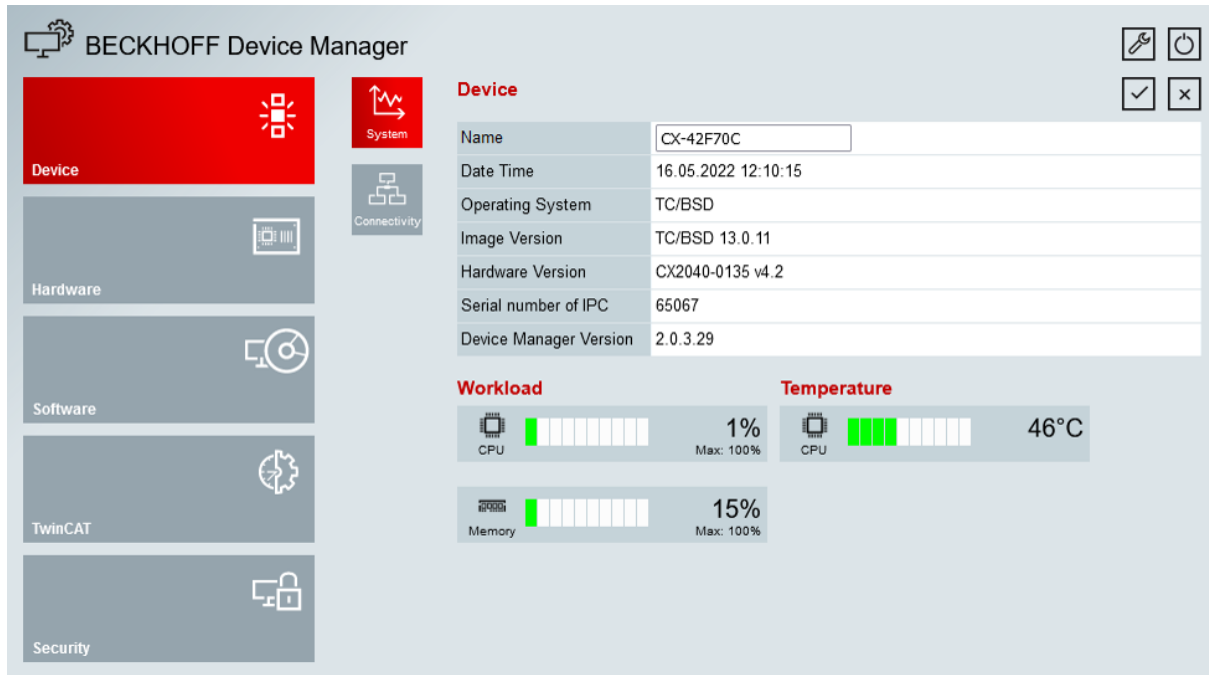 BECKHOFF Device Manager
Device
Hardware
Software
TwinCAT
Security
System
Connectivity
Device
Name CX-42F70C
Date Time 16.05.2022 12:10:15
Operating System TC/BSD
Image Version TC/BSD 13.0.11
Hardware Version CX2040-0135 v4.2
Serial number of IPC 65067
Device Manager Version 2.0.3.29
Workload
CPU 1%
Max: 100%
Memory 15%
Max: 100%
Temperature
CPU 46°C